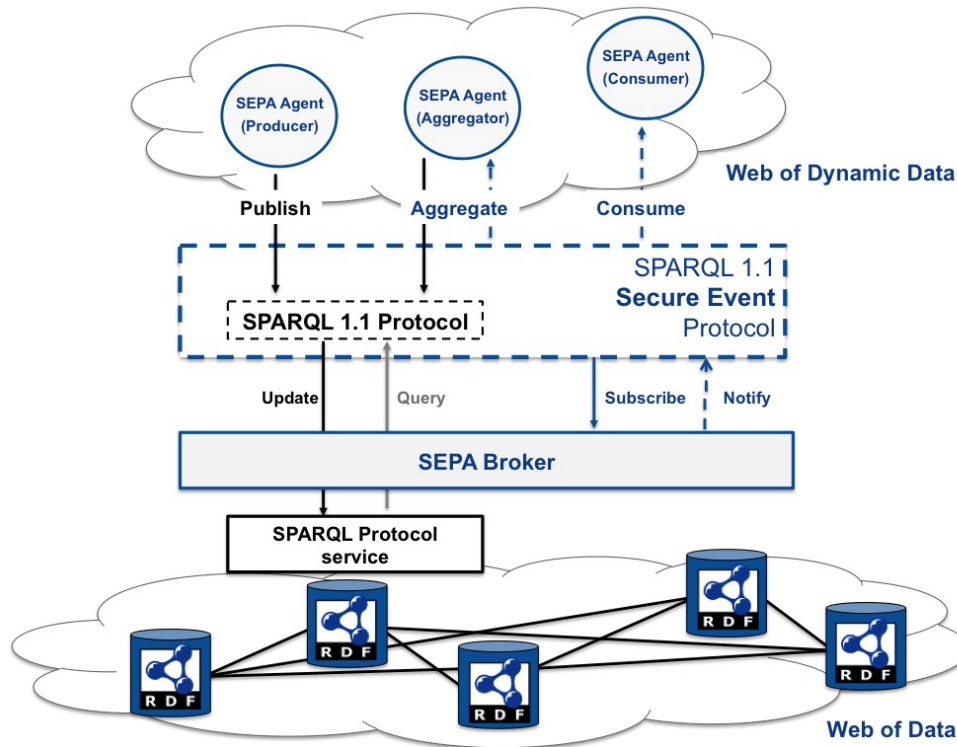 SEPA Agent
(Producer)
SEPA Agent
(Aggregator)
SEPA Agent
(Consumer)
Web of Dynamic Data
Publish
Aggregate
Consume
SPARQL 1.1
Secure Event
Protocol
SPARQL 1.1 Protocol
Update
Query
Subscribe
Notify
SEPA Broker
SPARQL Protocol
service
RDF
RDF
RDF
RDF
RDF
Web of Data